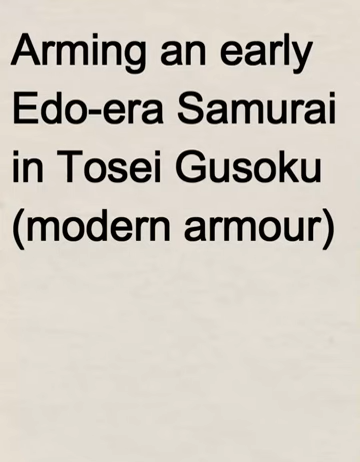 Arming an early
Edo-era Samurai
in Tosei Gusoku
(modern armour)